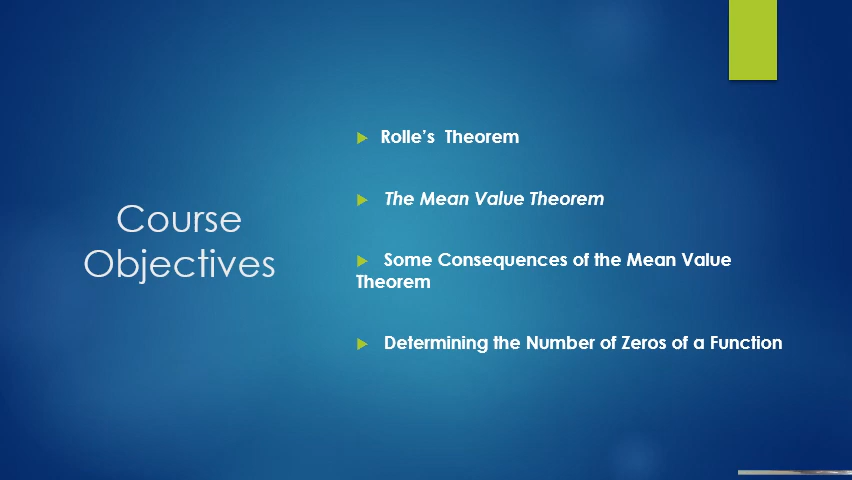 Course
Objectives
Rolle's  Theorem
The Mean Value Theorem
Some Consequences of the Mean Value
Theorem
Determining the Number of Zeros of a Function